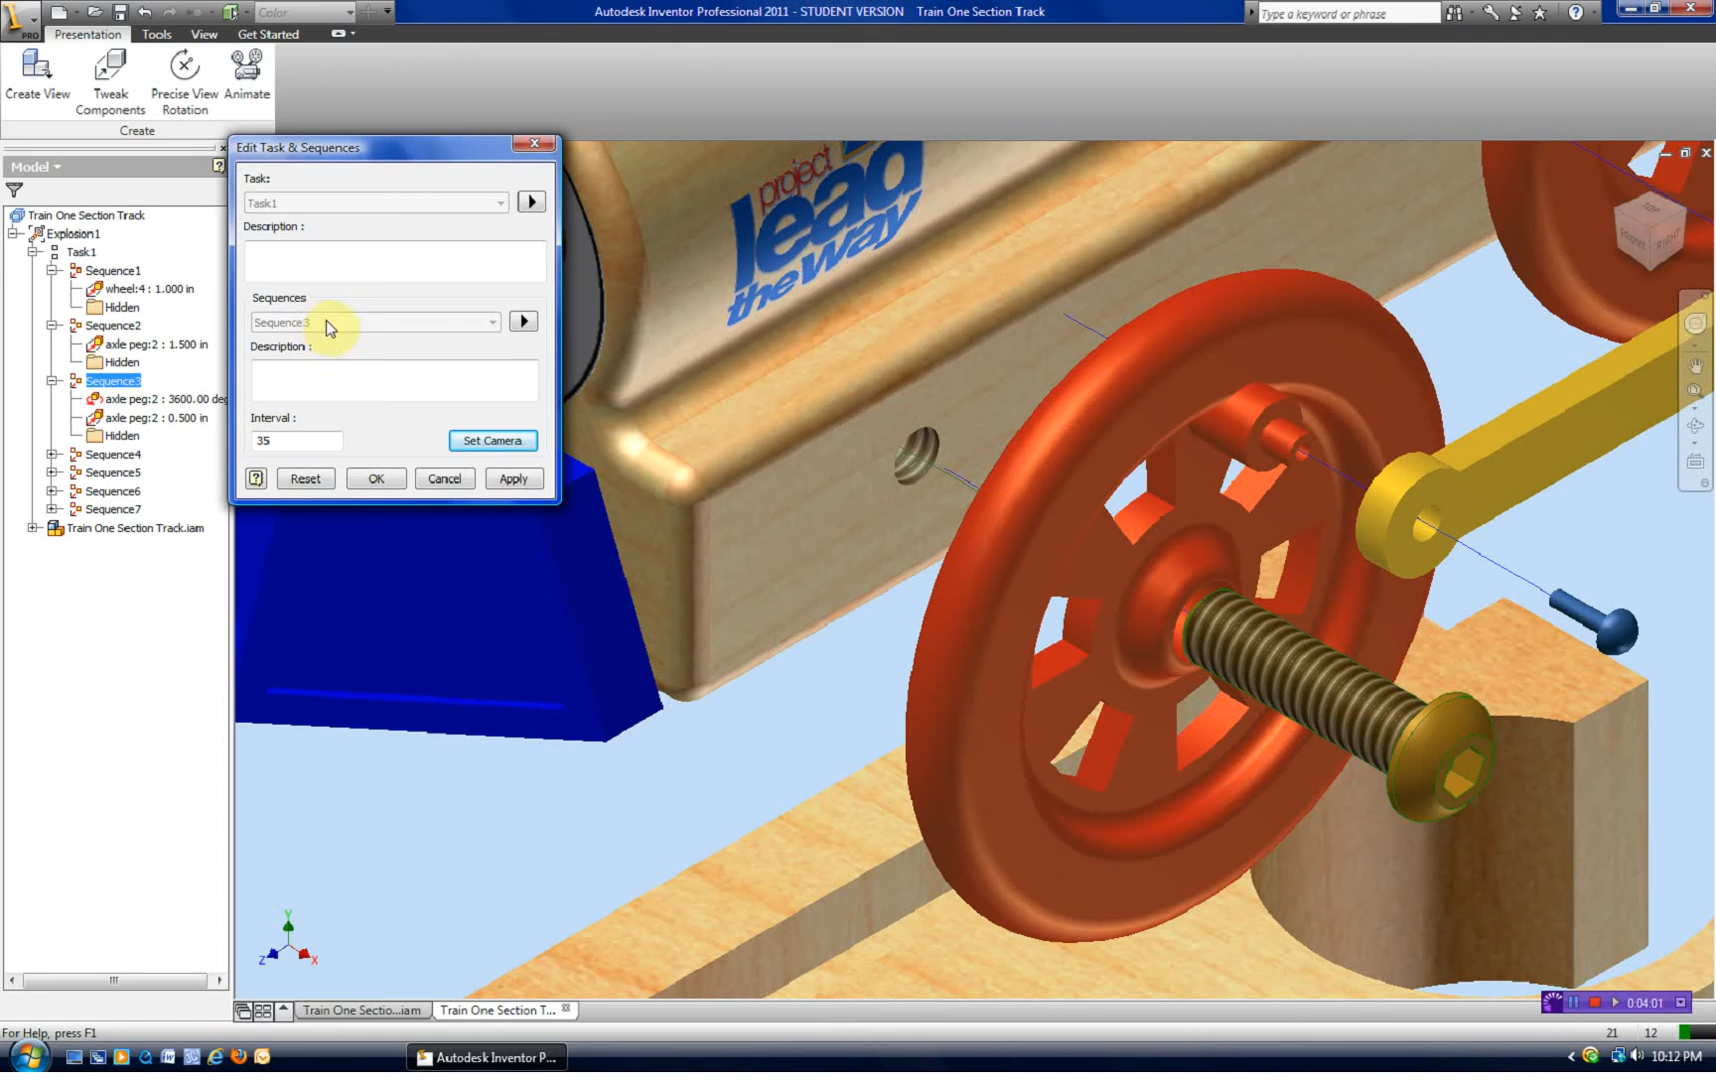 PRO
Color
Autodesk Inventor Professional 2011 - STUDENT VERSION Train One Section Track
Type a keyword or phrase
Presentation Tools View Get Started
Create View
Tweak Components
Precise View Rotation
Animate
Create
Model
Train One Section Track
Explosion1
Task1
Sequence1
wheel:4 : 1.000 in
Hidden
Sequence2
axle peg:2 : 1.500 in
Hidden
Sequence3
axle peg:2 : 3600.00 deg
axle peg:2 : 0.500 in
Hidden
Sequence4
Sequence5
Sequence6
Sequence7
Train One Section Track.iam
Edit Task & Sequences
Task:
Task1
Description :
Sequences
Sequence3
Description :
Interval :
35
Set Camera
Reset OK Cancel Apply
project
lead
the way
TOP
FRONT RIGHT
Y
Z X
Train One Sectio...iam
Train One Section T...
0:04:01
For Help, press F1
21 12
Autodesk Inventor P...
10:12 PM